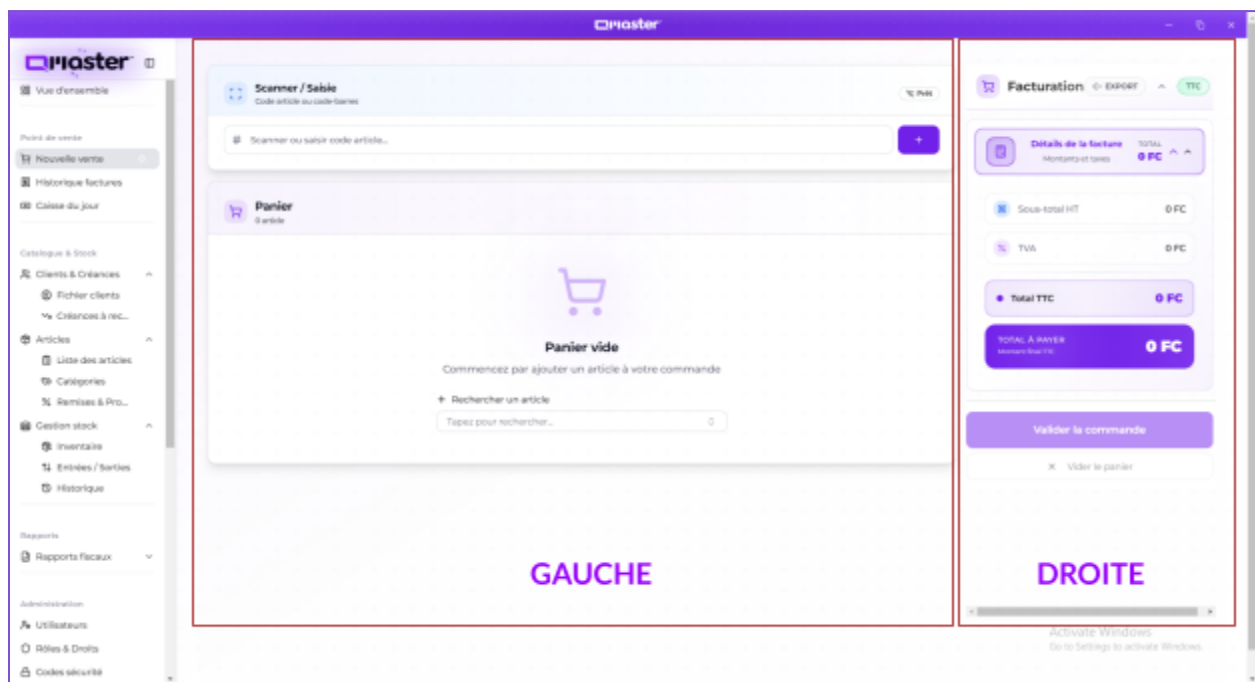 Qmaster
Qmaster
Vue d'ensemble
Point de vente
Nouvelle vente
Historique factures
Caisse du jour
Catalogue & Stock
Clients & Créances
Fichier clients
Créances à rec...
Articles
Liste des articles
Catégories
Remises & Pro...
Gestion stock
Inventaire
Entrées / Sorties
Historique
Rapports
Rapports fiscaux
Administration
Utilisateurs
Rôles & Droits
Codes sécurité
Scanner / Saisie
Code article ou code-barres
# Scanner ou saisir code article...
+
Panier
0 article
Panier vide
Commencez par ajouter un article à votre commande
+ Rechercher un article
Tapez pour rechercher...
GAUCHE
Facturation
EXPORT
TTC
Détails de la facture
Montants et taxes
TOTAL
0 FC
Sous-total HT
0 FC
% TVA
0 FC
Total TTC
0 FC
TOTAL À PAYER
Montant final TTC
0 FC
Valider la commande
× Vider le panier
DROITE
Activate Windows
Go to Settings to activate Windows.